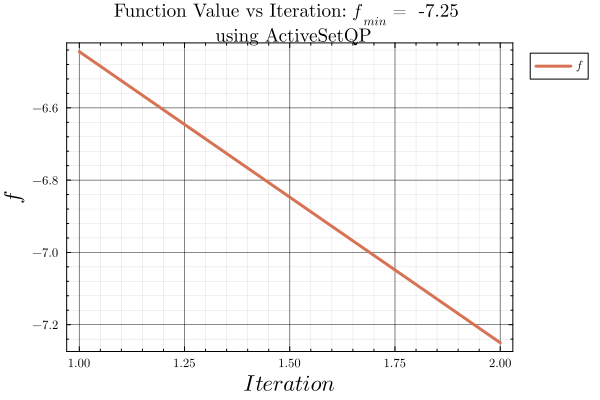 Function Value vs Iteration: f_min = -7.25
using ActiveSetQP
f
−6.6
−6.8
−7.0
−7.2
f
1.00 1.25 1.50 1.75 2.00
Iteration